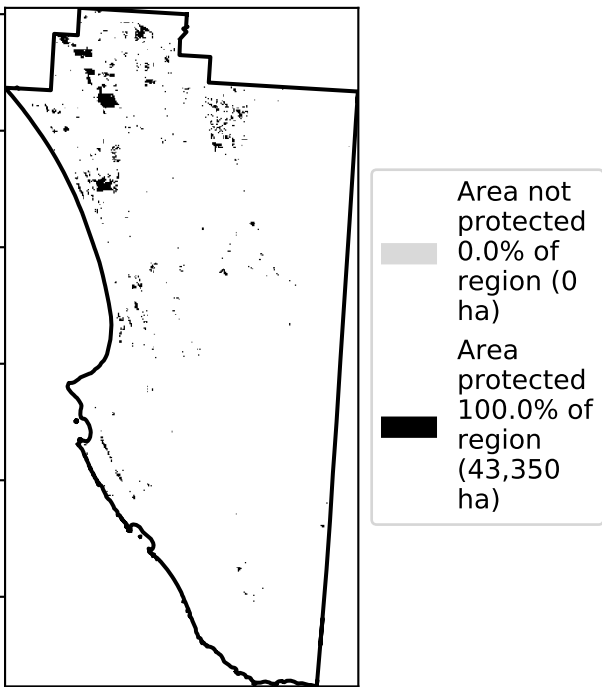 Area not
protected
0.0% of
region (0
ha)
Area
protected
100.0% of
region
(43,350
ha)